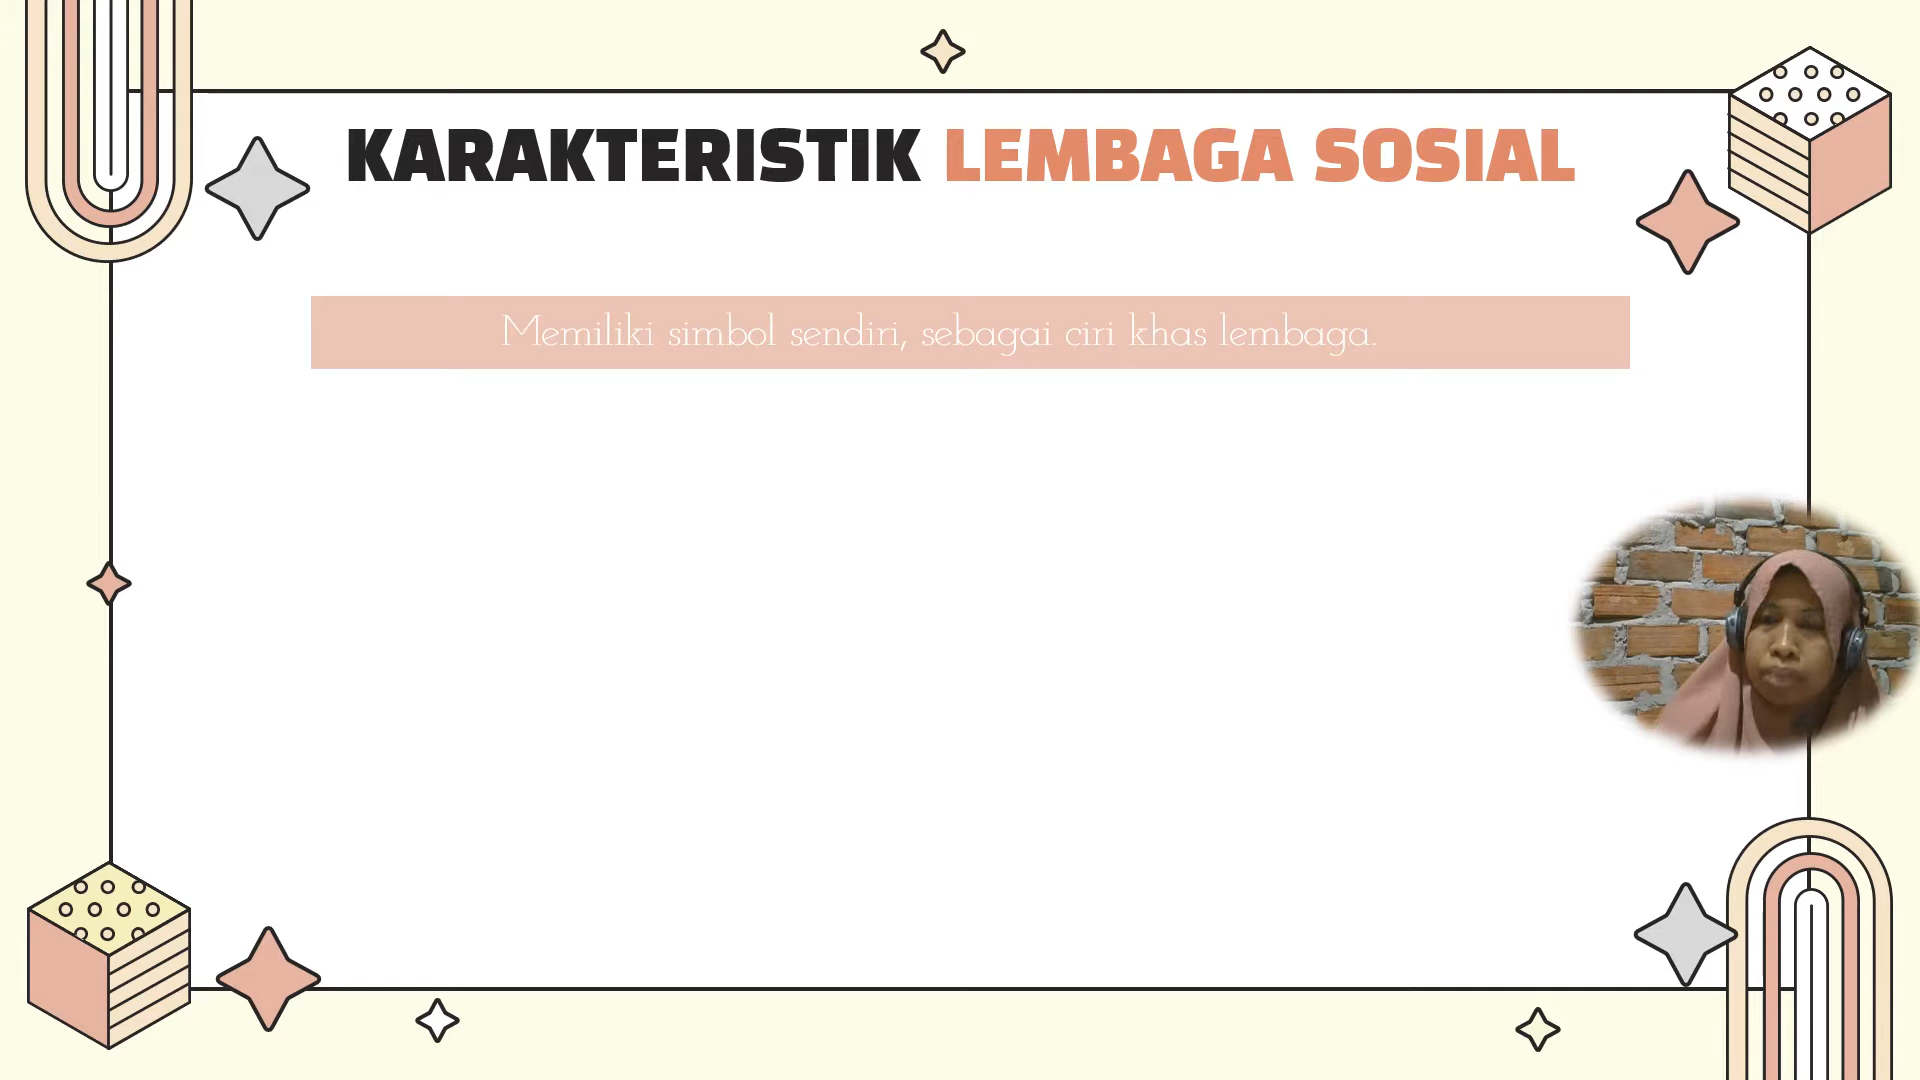 KARAKTERISTIK LEMBAGA SOSIAL
Memiliki simbol sendiri, sebagai ciri khas lembaga.